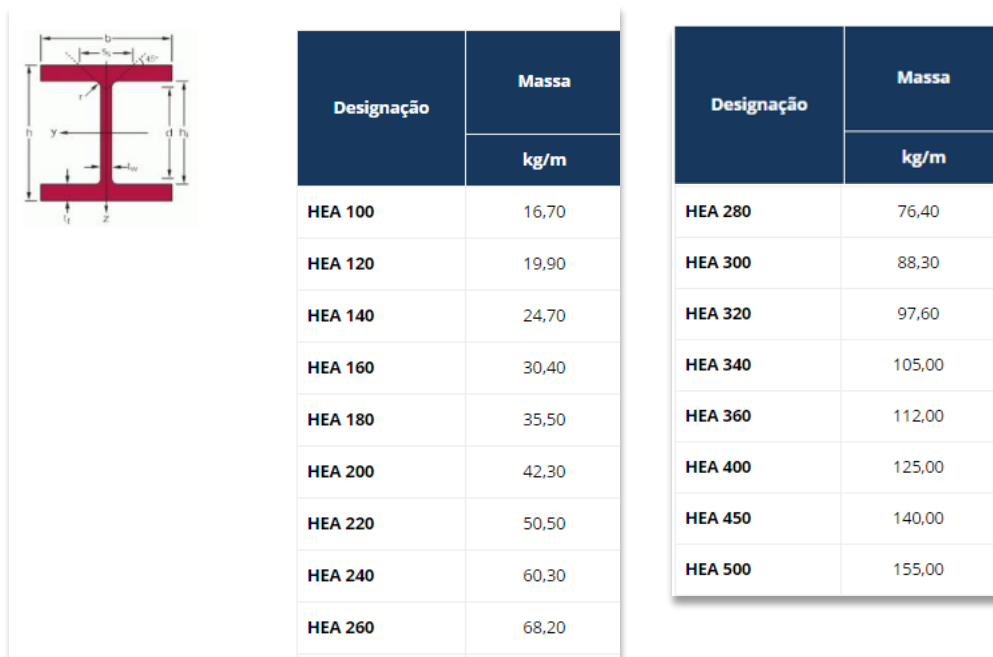 b
s
45°
r
h
y
d
h
tw
tf
z
Designação
Massa
kg/m
HEA 100 16,70
HEA 120 19,90
HEA 140 24,70
HEA 160 30,40
HEA 180 35,50
HEA 200 42,30
HEA 220 50,50
HEA 240 60,30
HEA 260 68,20
Designação
Massa
kg/m
HEA 280 76,40
HEA 300 88,30
HEA 320 97,60
HEA 340 105,00
HEA 360 112,00
HEA 400 125,00
HEA 450 140,00
HEA 500 155,00